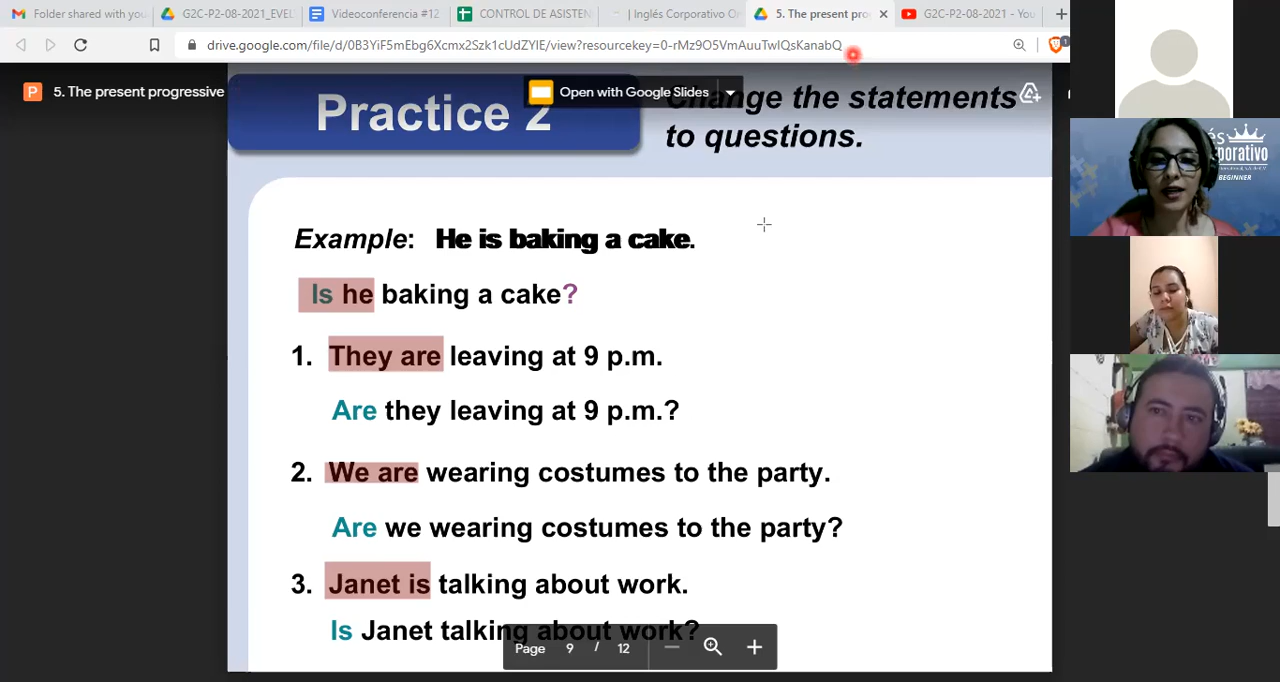 Folder shared with you
G2C-P2-08-2021_EVEL
Videoconferencia #12
CONTROL DE ASISTEN
| Inglés Corporativo On
5. The present pro
G2C-P2-08-2021 - You
drive.google.com/file/d/0B3YiF5mEbg6Xcmx2Szk1cUdZYlE/view?resourcekey=0-rMz9O5VmAuuTwIQsKanabQ
5. The present progressive
Open with Google Slides
Practice 2
Change the statements
to questions.
Example: He is baking a cake.
Is he baking a cake?
1. They are leaving at 9 p.m.
Are they leaving at 9 p.m.?
2. We are wearing costumes to the party.
Are we wearing costumes to the party?
3. Janet is talking about work.
Is Janet talking about work?
Page 9 / 12
és
porativo
BEGINNER